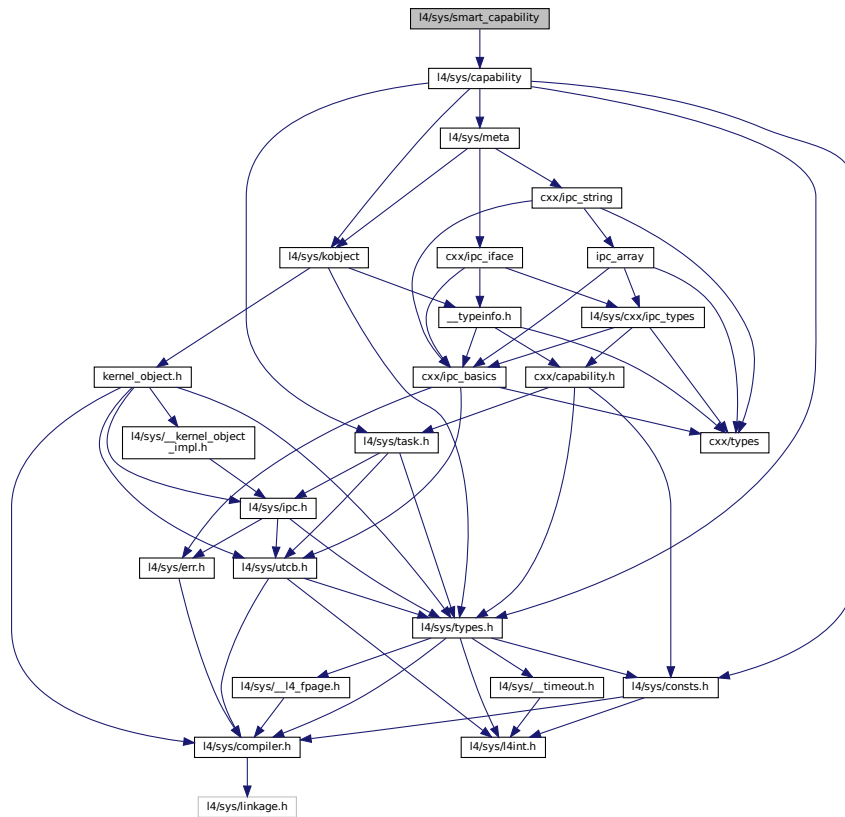 l4/sys/smart_capability
l4/sys/capability
l4/sys/meta
cxx/ipc_string
l4/sys/kobject
cxx/ipc_iface
ipc_array
__typeinfo.h
l4/sys/cxx/ipc_types
kernel_object.h
cxx/ipc_basics
cxx/capability.h
l4/sys/__kernel_object
_impl.h
l4/sys/task.h
cxx/types
l4/sys/ipc.h
l4/sys/err.h
l4/sys/utcb.h
l4/sys/types.h
l4/sys/__l4_fpage.h
l4/sys/__timeout.h
l4/sys/consts.h
l4/sys/compiler.h
l4/sys/l4int.h
l4/sys/linkage.h